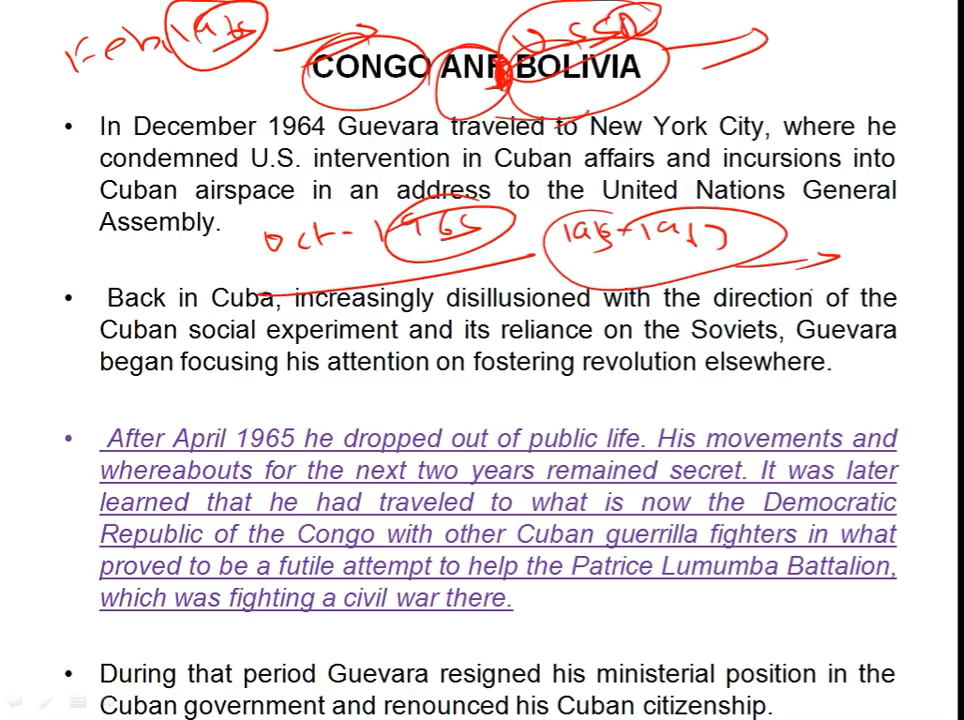 CONGO ANF BOLIVIA
• In December 1964 Guevara traveled to New York City, where he
condemned U.S. intervention in Cuban affairs and incursions into
Cuban airspace in an address to the United Nations General
Assembly.
oct - 1965
• Back in Cuba, increasingly disillusioned with the direction of the
Cuban social experiment and its reliance on the Soviets, Guevara
began focusing his attention on fostering revolution elsewhere.
• After April 1965 he dropped out of public life. His movements and
whereabouts for the next two years remained secret. It was later
learned that he had traveled to what is now the Democratic
Republic of the Congo with other Cuban guerrilla fighters in what
proved to be a futile attempt to help the Patrice Lumumba Battalion,
which was fighting a civil war there.
• During that period Guevara resigned his ministerial position in the
Cuban government and renounced his Cuban citizenship.